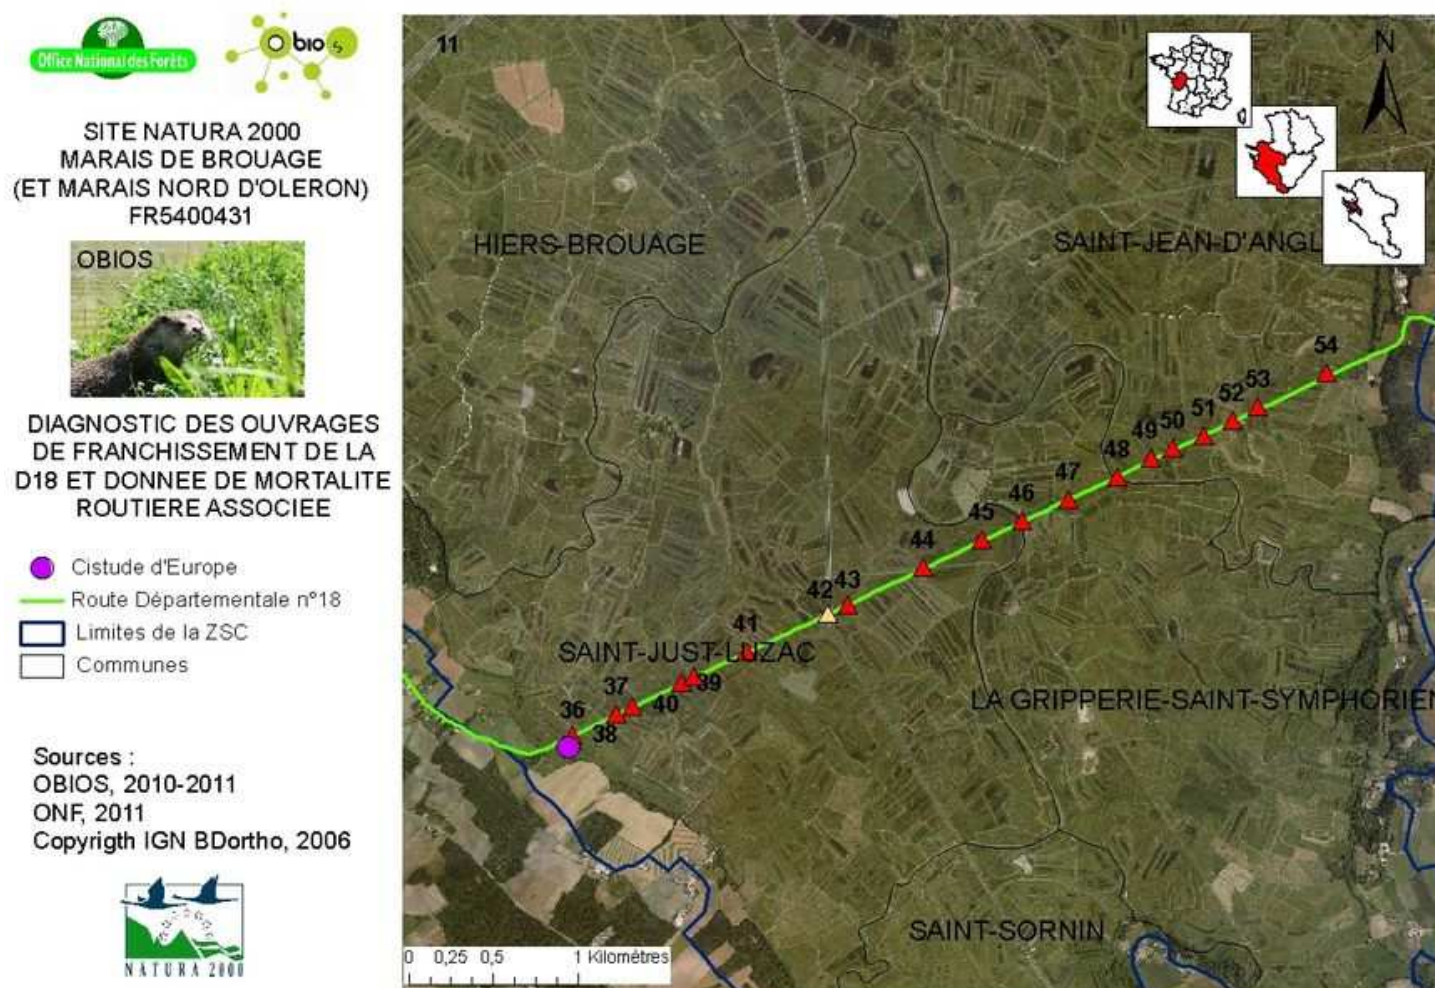 Office National des Forêts
Obios
SITE NATURA 2000
MARAIS DE BROUAGE
(ET MARAIS NORD D'OLERON)
FR5400431
OBIOS
DIAGNOSTIC DES OUVRAGES
DE FRANCHISSEMENT DE LA
D18 ET DONNEE DE MORTALITE
ROUTIERE ASSOCIEE
Cistude d'Europe
Route Départementale n°18
Limites de la ZSC
Communes
Sources :
OBIOS, 2010-2011
ONF, 2011
Copyrigth IGN BDortho, 2006
NATURA 2000
11
N
HIERS-BROUAGE
SAINT-JEAN-D'ANGL
54
53
52
51
50
49
48
47
46
45
44
43
42
41
SAINT-JUST-LUZAC
39
40
37
36
38
LA GRIPPERIE-SAINT-SYMPHORIEN
SAINT-SORNIN
0 0,25 0,5 1 Kilomètres